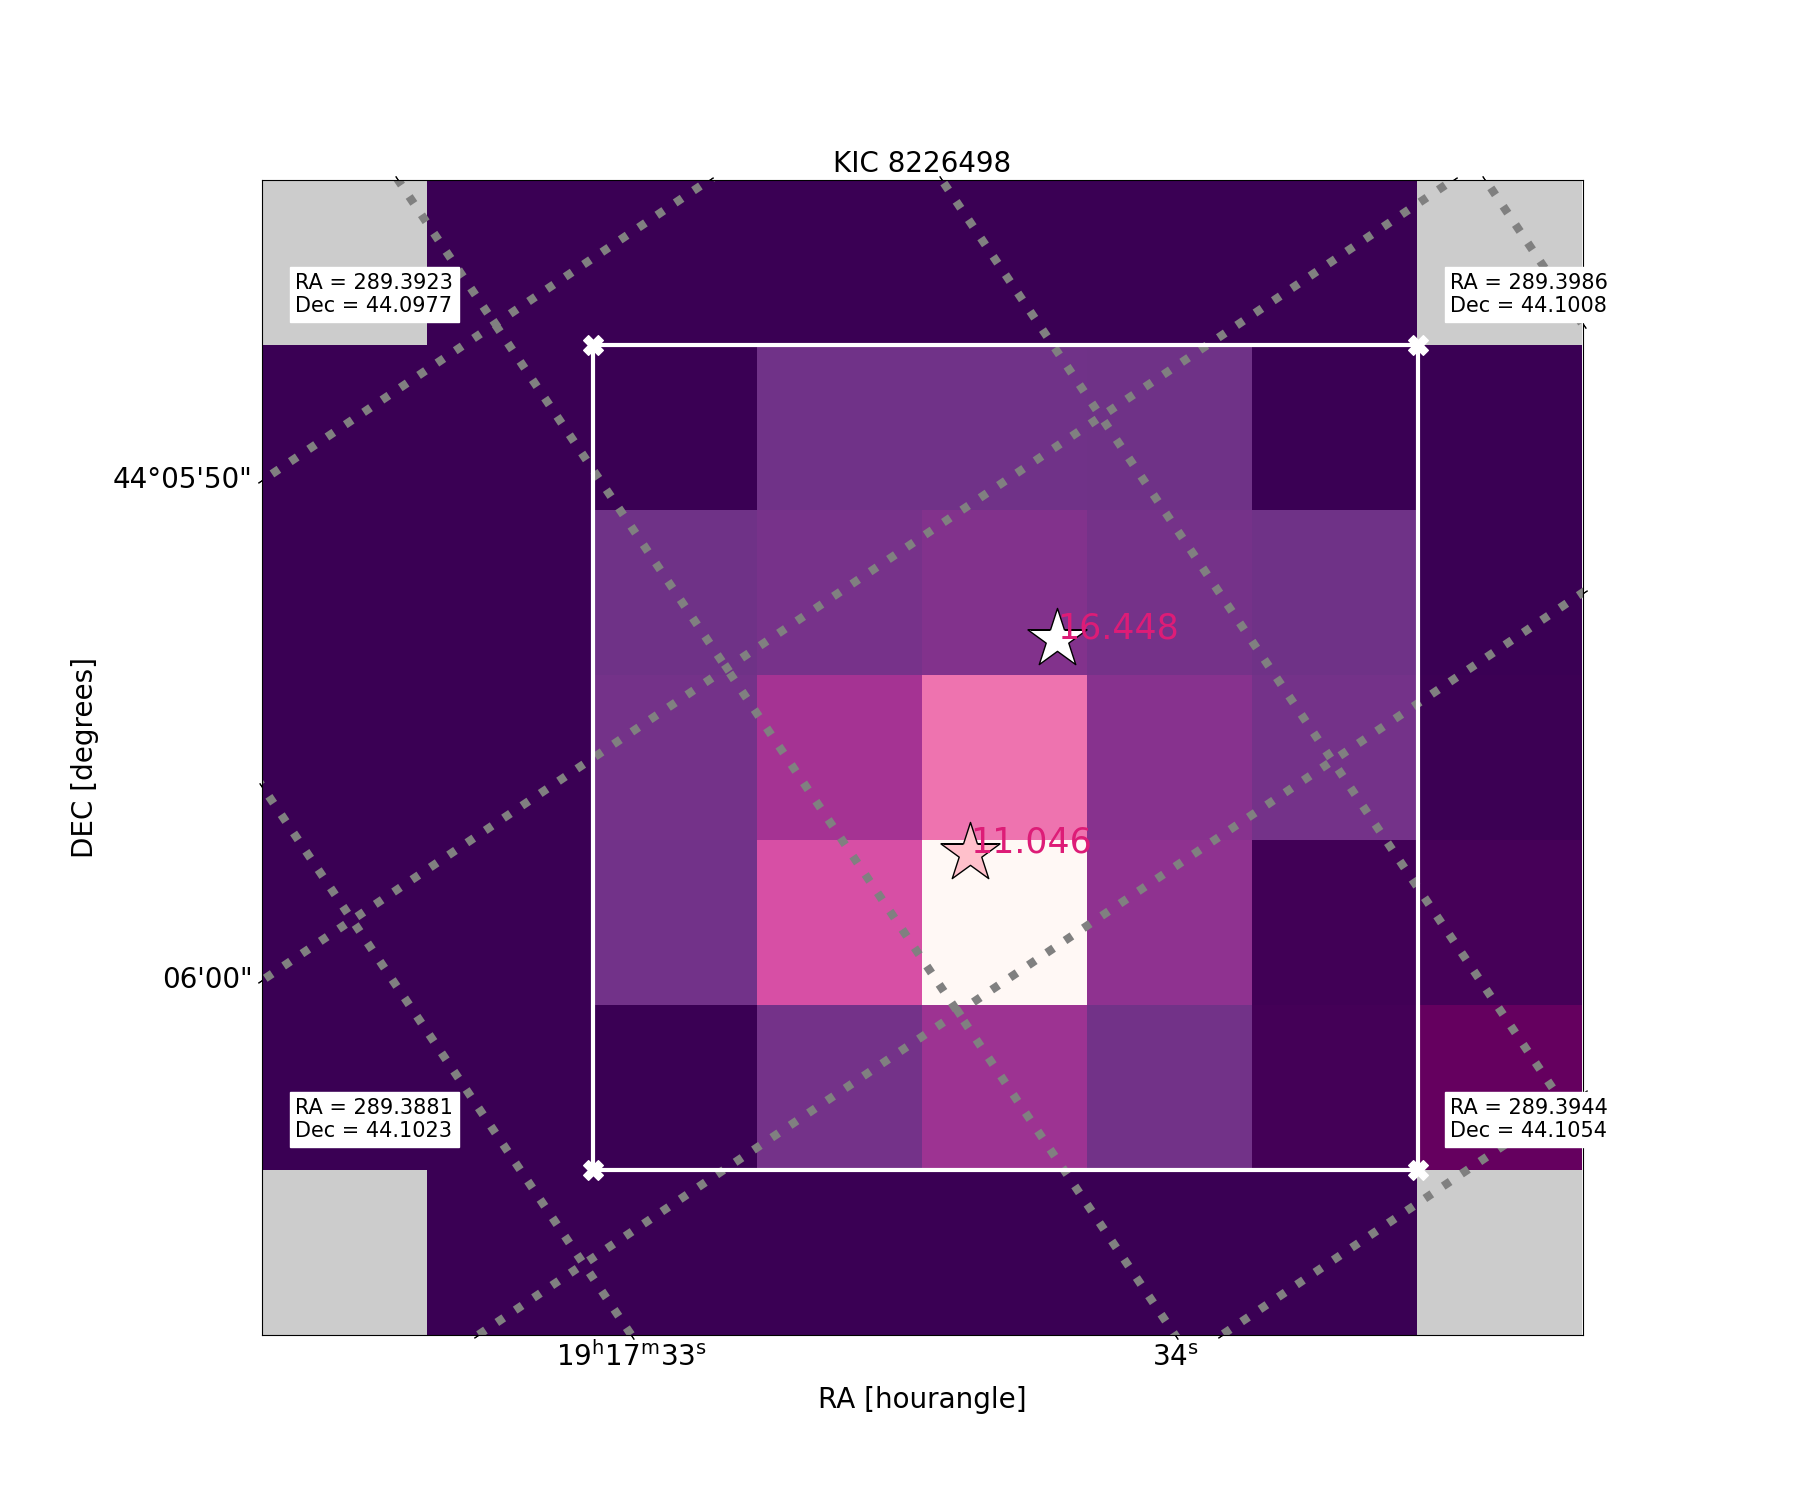 KIC 8226498
RA = 289.3923
Dec = 44.0977
RA = 289.3986
Dec = 44.1008
44°05'50"
16.448
DEC [degrees]
11.046
06'00"
RA = 289.3881
Dec = 44.1023
RA = 289.3944
Dec = 44.1054
19ʰ17ᵐ33ˢ
34ˢ
RA [hourangle]